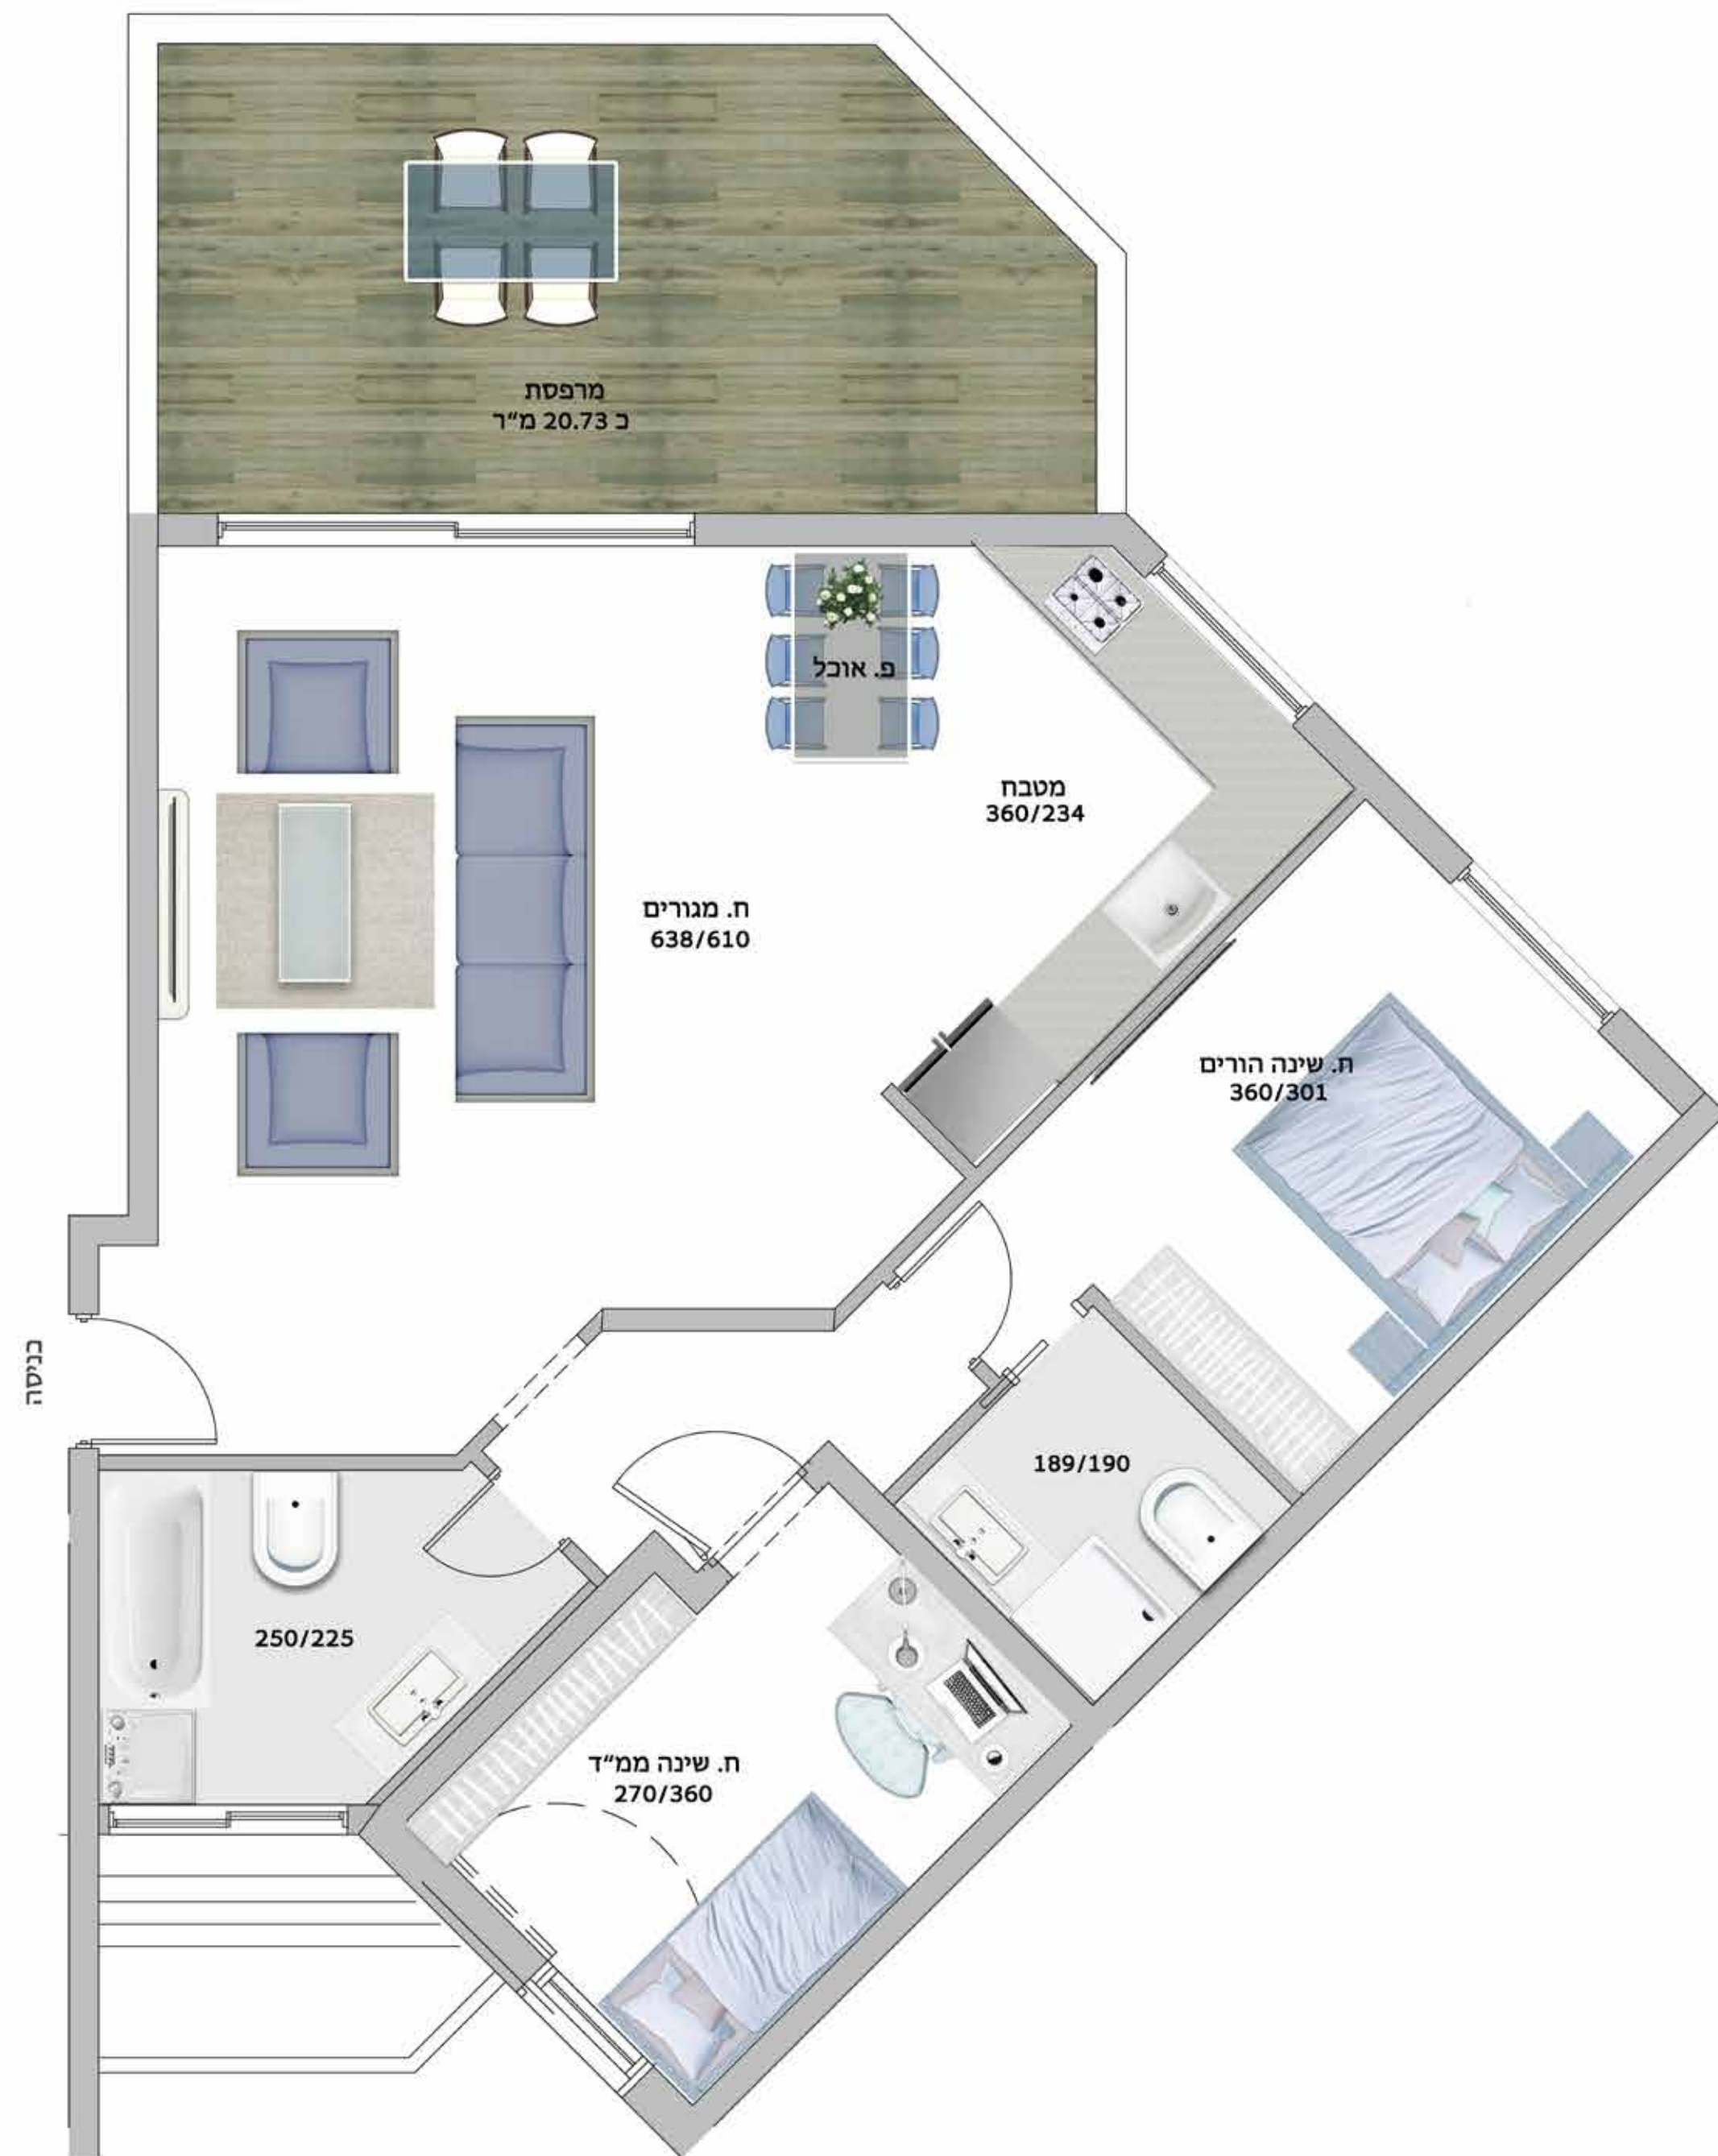 מרפסת
כ 20.73 מ"ר
פ. אוכל
מטבח
360/234
ח. מגורים
638/610
ח. שינה הורים
360/301
כניסה
189/190
250/225
ח. שינה ממ"ד
270/360